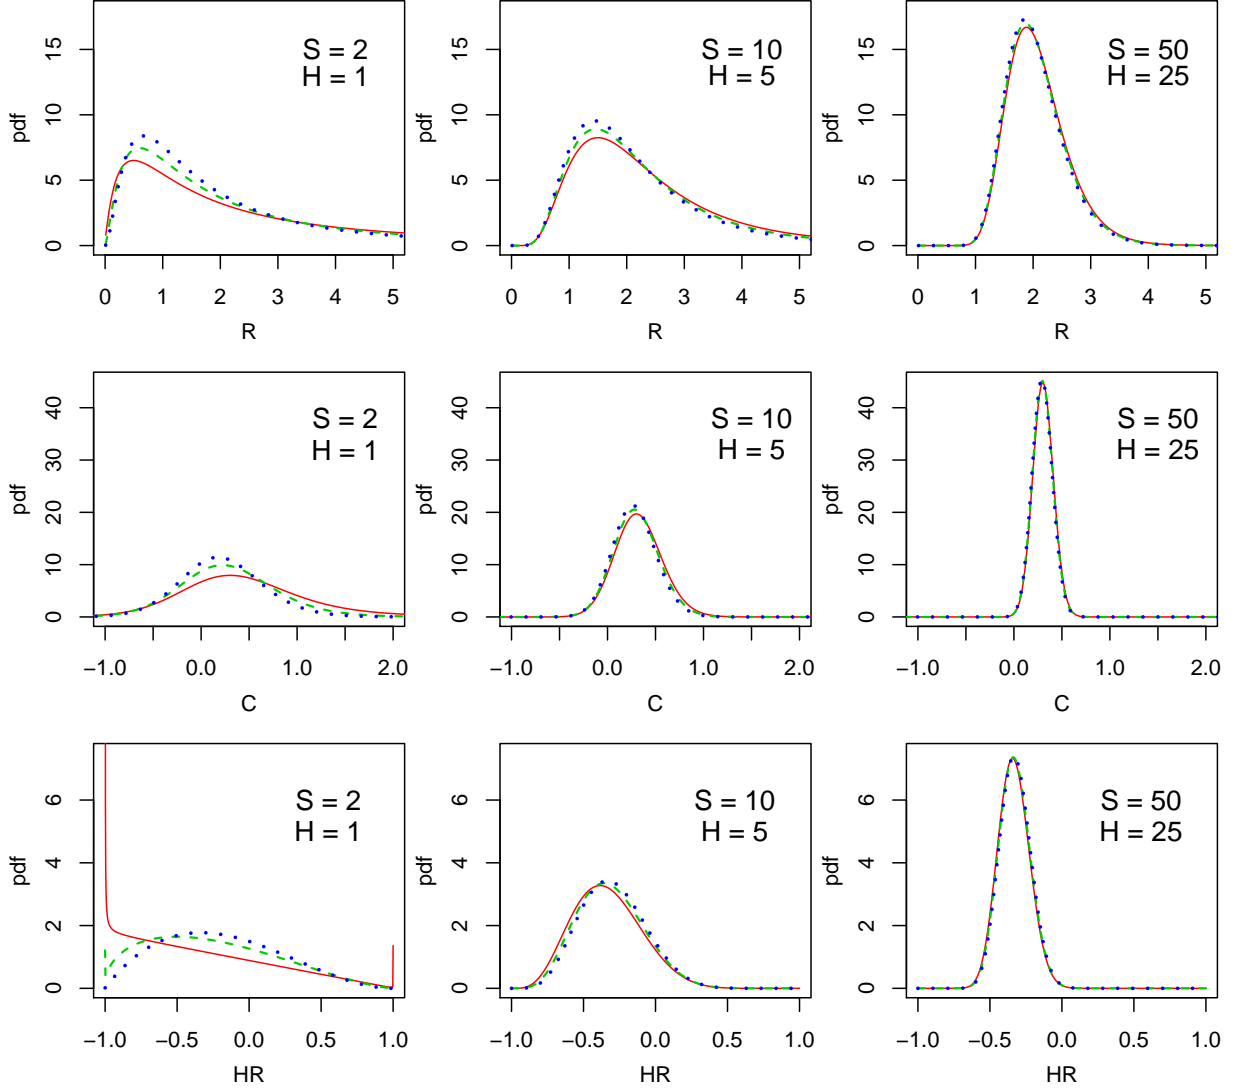 pdf
0 5 10 15
S = 2
H = 1
0 1 2 3 4 5
R
pdf
0 5 10 15
S = 10
H = 5
0 1 2 3 4 5
R
pdf
0 5 10 15
S = 50
H = 25
0 1 2 3 4 5
R
pdf
0 10 20 30 40
S = 2
H = 1
−1.0 0.0 1.0 2.0
C
pdf
0 10 20 30 40
S = 10
H = 5
−1.0 0.0 1.0 2.0
C
pdf
0 10 20 30 40
S = 50
H = 25
−1.0 0.0 1.0 2.0
C
pdf
0 2 4 6
S = 2
H = 1
−1.0 −0.5 0.0 0.5 1.0
HR
pdf
0 2 4 6
S = 10
H = 5
−1.0 −0.5 0.0 0.5 1.0
HR
pdf
0 2 4 6
S = 50
H = 25
−1.0 −0.5 0.0 0.5 1.0
HR